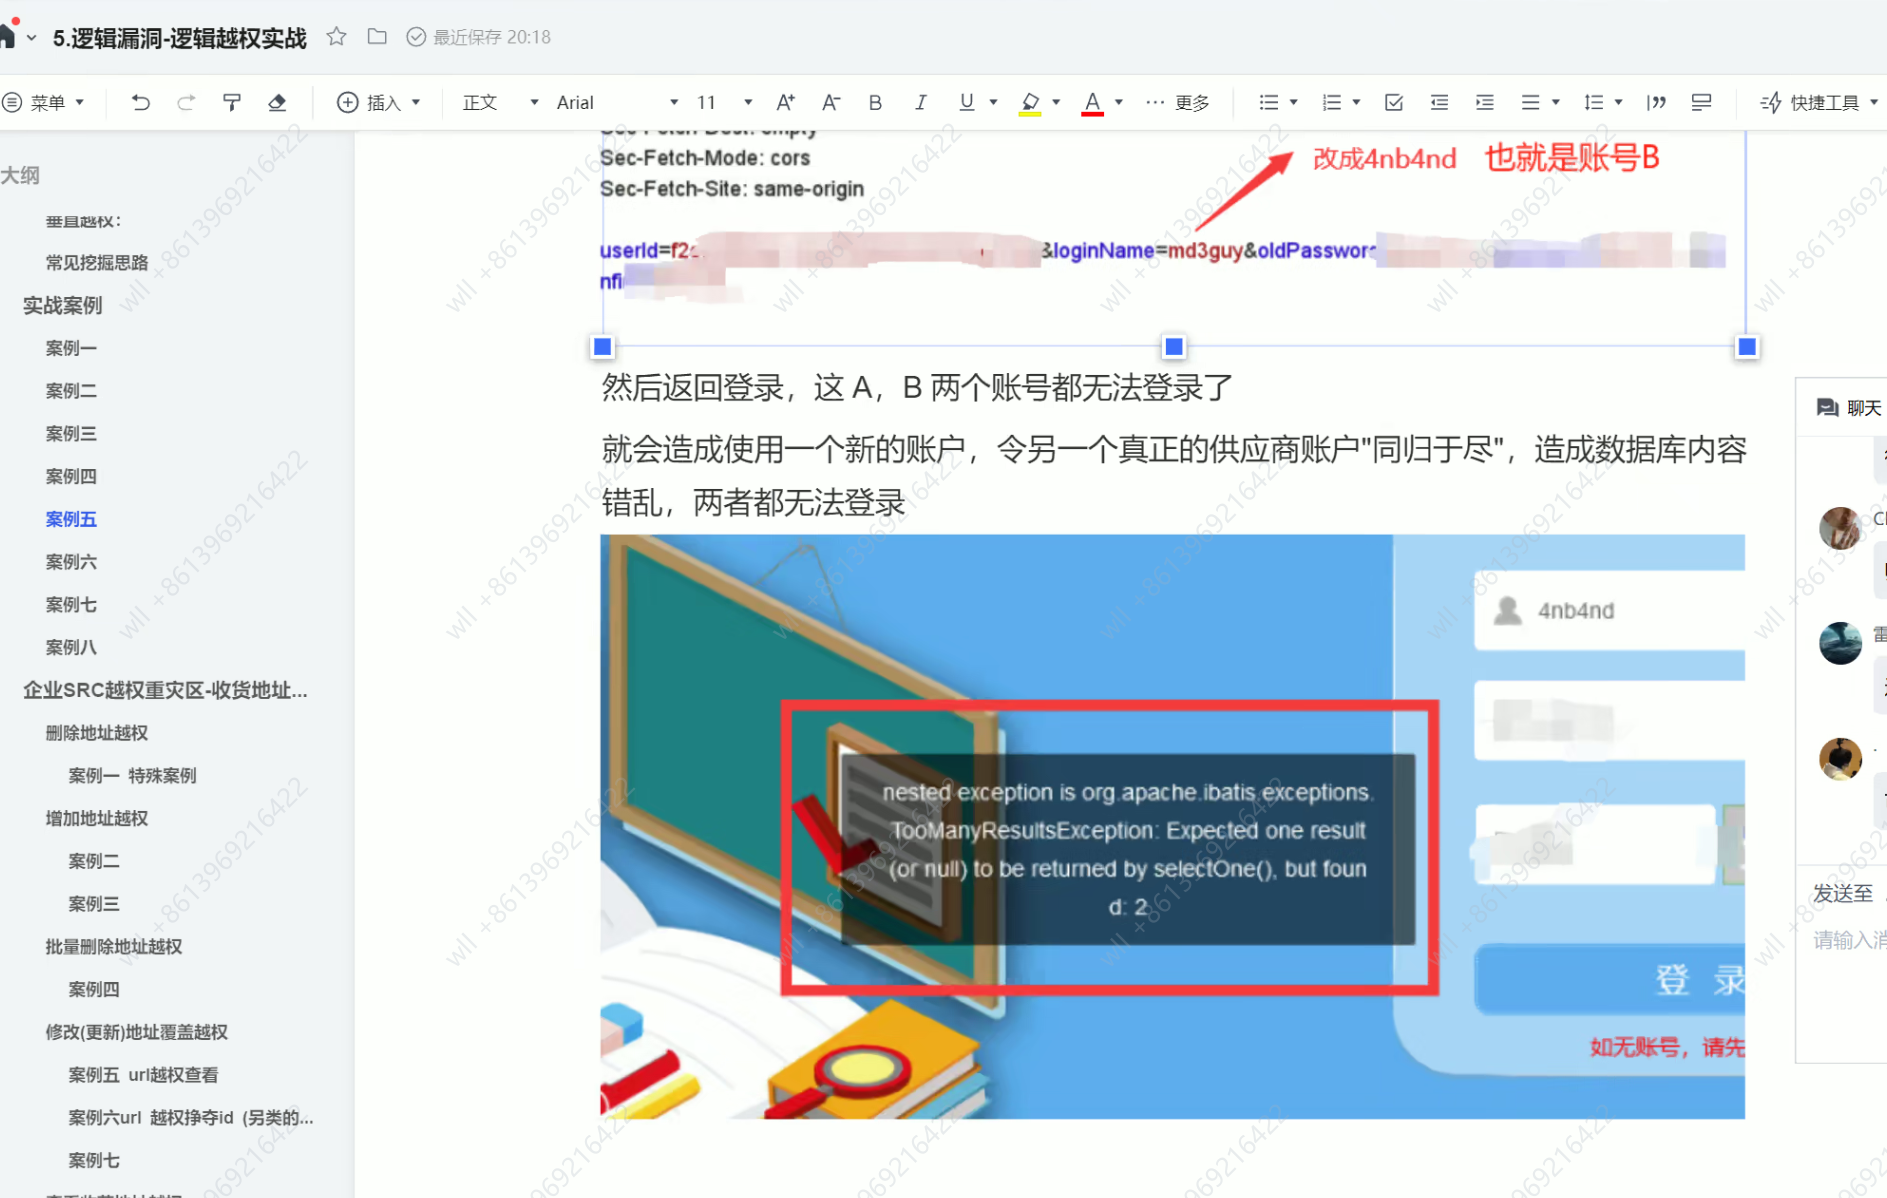 5.逻辑漏洞-逻辑越权实战
最近保存 20:18
菜单
插入
正文
Arial
11
A+
A-
B
I
U
A
更多
快捷工具
大纲
垂直越权：
常见挖掘思路
实战案例
案例一
案例二
案例三
案例四
案例五
案例六
案例七
案例八
企业SRC越权重灾区-收货地址...
删除地址越权
案例一 特殊案例
增加地址越权
案例二
案例三
批量删除地址越权
案例四
修改(更新)地址覆盖越权
案例五 url越权查看
案例六url 越权挣夺id (另类的...
案例七
Sec-Fetch-Dest: empty
Sec-Fetch-Mode: cors
Sec-Fetch-Site: same-origin
改成4nb4nd 也就是账号B
userId=f2
&loginName=md3guy&oldPasswor
nfi
然后返回登录，这 A，B 两个账号都无法登录了
就会造成使用一个新的账户，令另一个真正的供应商账户"同归于尽"，造成数据库内容
错乱，两者都无法登录
4nb4nd
nested exception is org.apache.ibatis.exceptions.
TooManyResultsException: Expected one result
(or null) to be returned by selectOne(), but foun
d: 2
登 录
如无账号，请先
聊天
雷
发送至
请输入消
wll +8613969216422